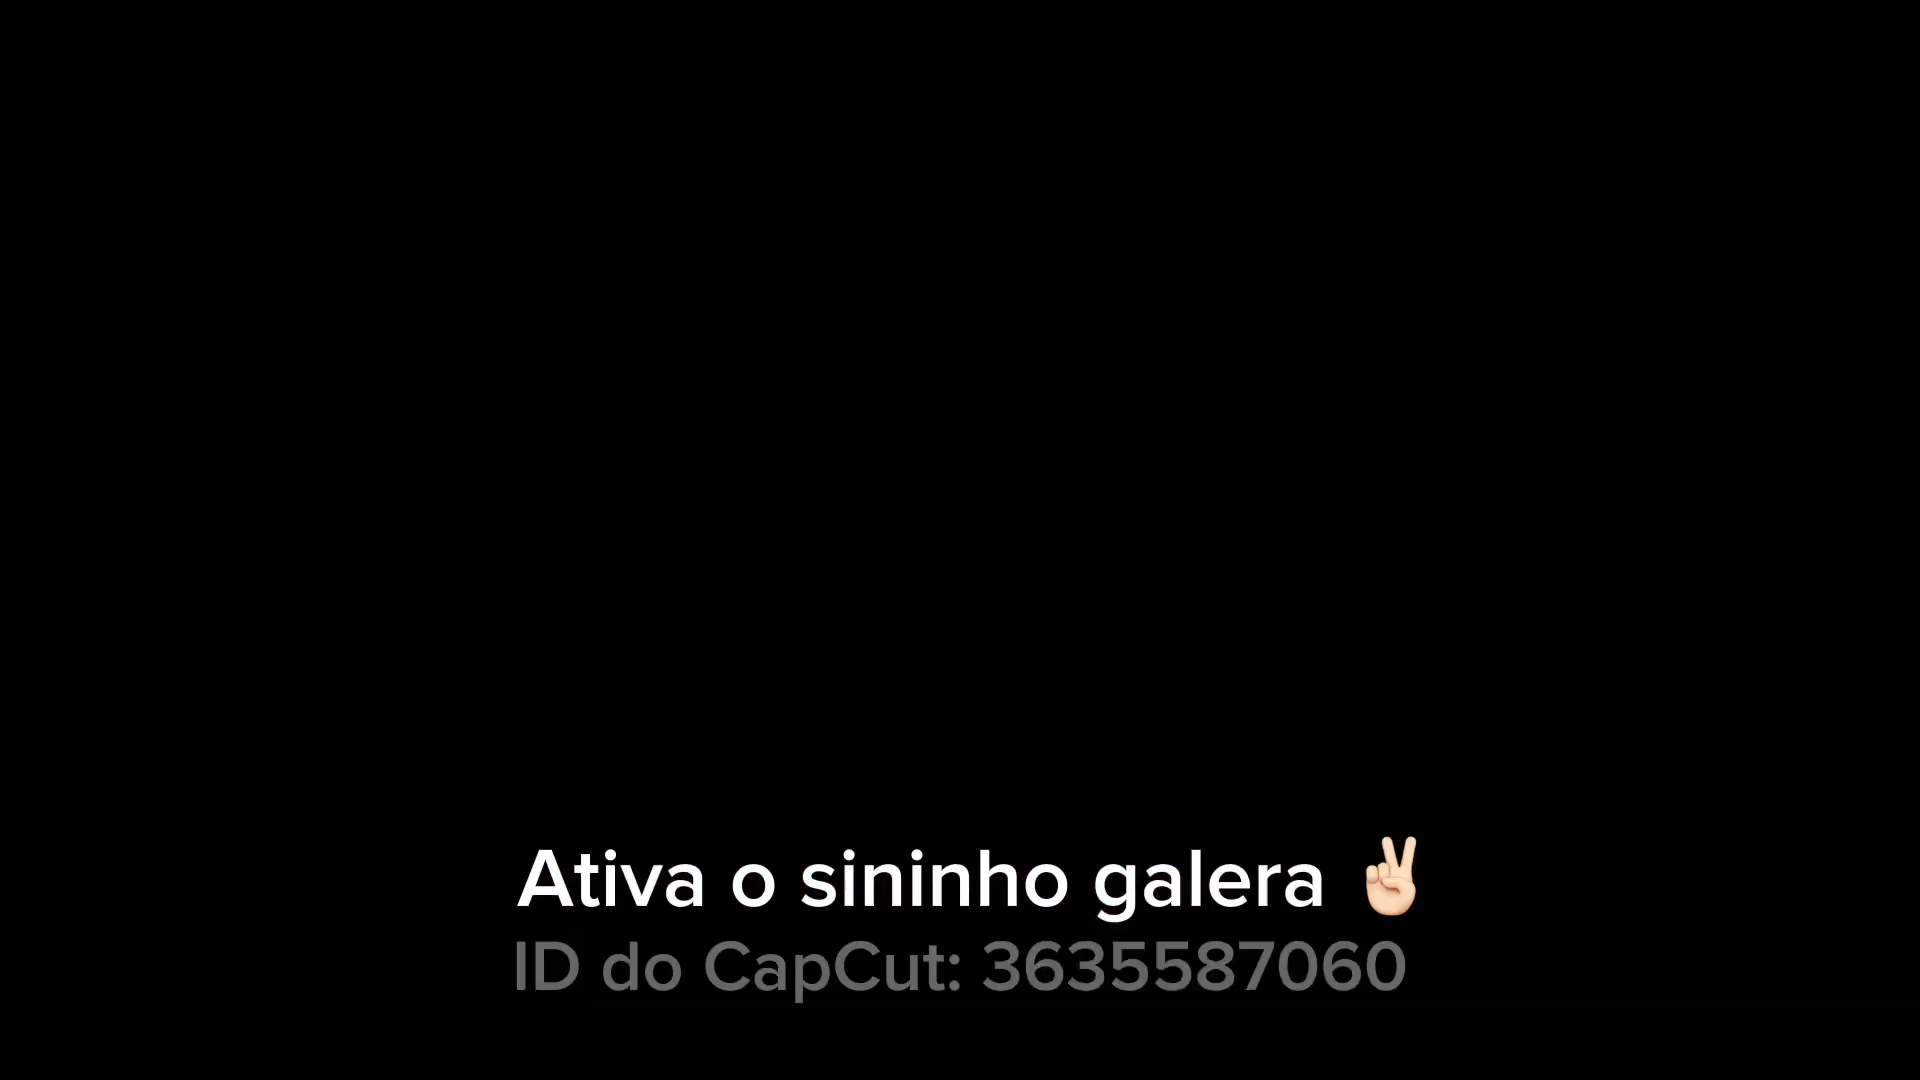 Ativa o sininho galera ✌🏻
ID do CapCut: 3635587060